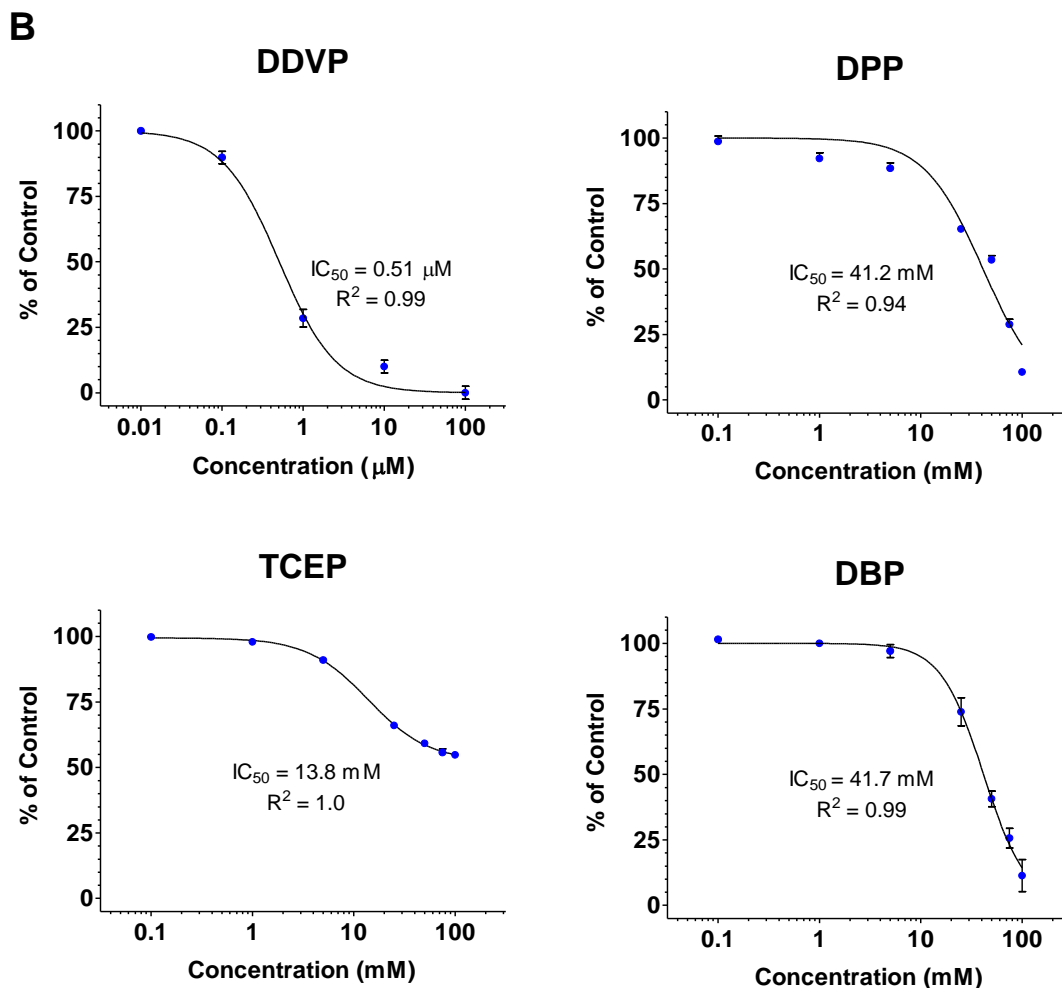 B
DDVP
% of Control
100
75
50
25
0
IC50 = 0.51 μM
R2 = 0.99
0.01 0.1 1 10 100
Concentration (μM)
DPP
% of Control
100
75
50
25
0
IC50 = 41.2 mM
R2 = 0.94
0.1 1 10 100
Concentration (mM)
TCEP
% of Control
100
75
50
25
0
IC50 = 13.8 mM
R2 = 1.0
0.1 1 10 100
Concentration (mM)
DBP
% of Control
100
75
50
25
0
IC50 = 41.7 mM
R2 = 0.99
0.1 1 10 100
Concentration (mM)